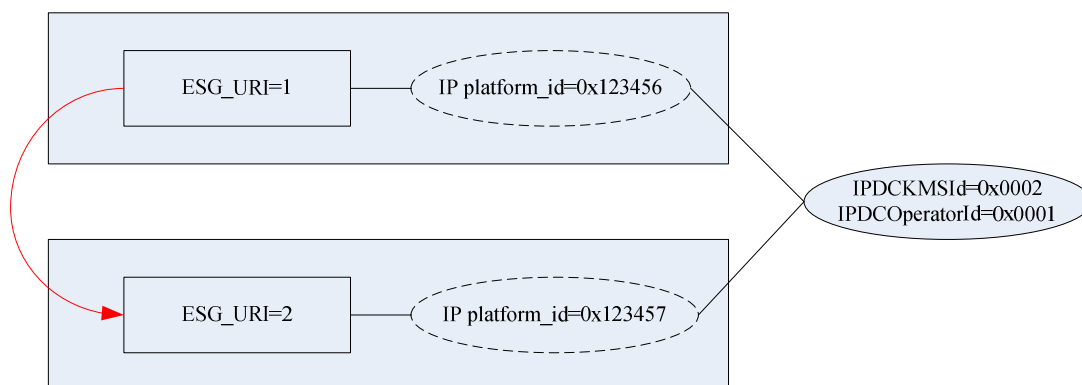 ESG_URI=1
IP platform_id=0x123456
IPDCKMSId=0x0002
IPDCOperatorId=0x0001
ESG_URI=2
IP platform_id=0x123457